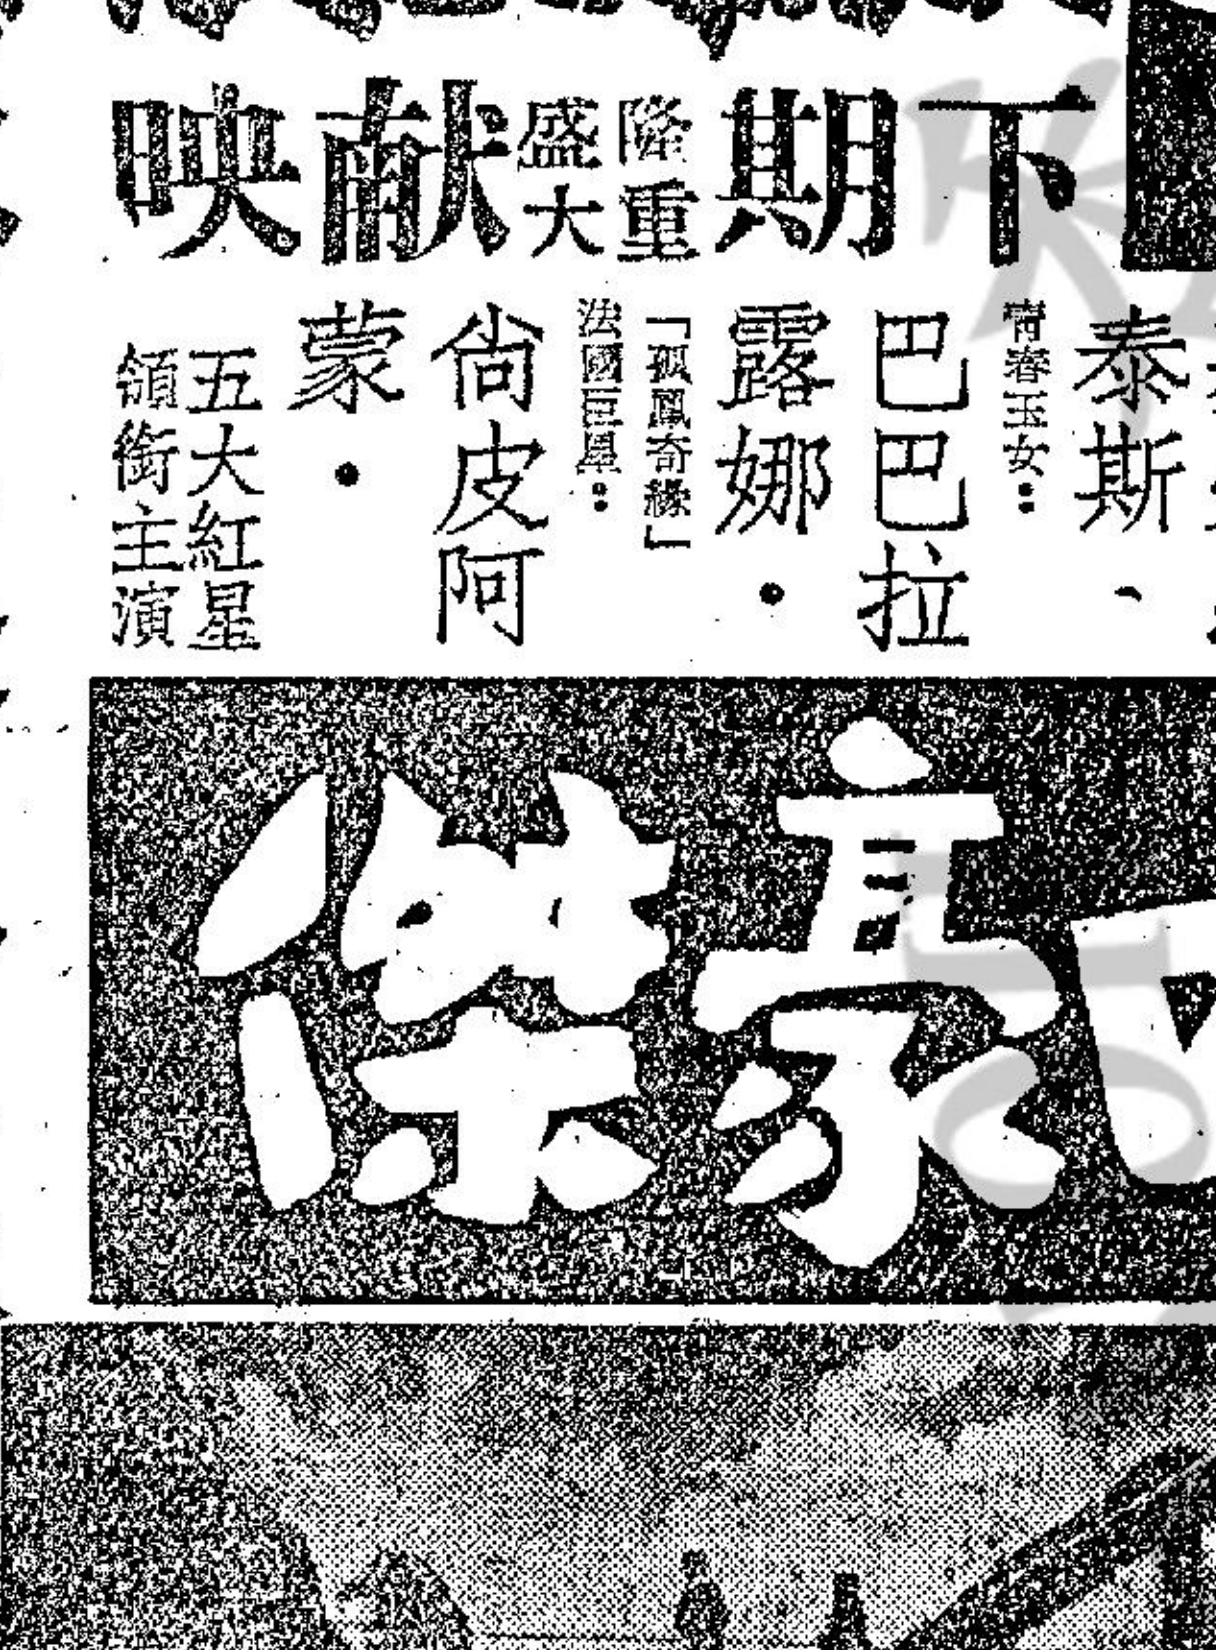 下期隆重盛大献映
泰斯、
青春玉女：
巴巴拉
露娜・
「孤鳳奇緣」
法國巨星：
尚皮阿
蒙・
五大紅星
領銜主演
豪傑